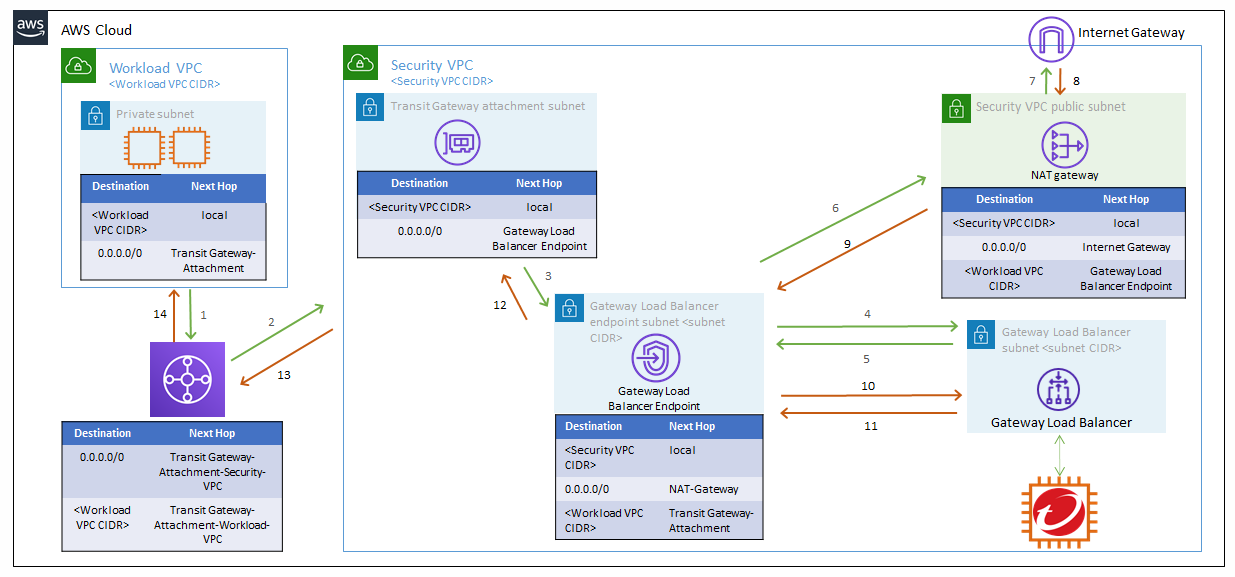 aws
AWS Cloud
Internet Gateway
Workload VPC
<Workload VPC CIDR>
Private subnet
Destination Next Hop
<Workload local
VPC CIDR>
0.0.0.0/0 Transit Gateway-
Attachment
14
1
2
13
Destination Next Hop
0.0.0.0/0 Transit Gateway-
Attachment-Security-
VPC
<Workload Transit Gateway-
VPC CIDR> Attachment-Workload-
VPC
Security VPC
<Security VPC CIDR>
Transit Gateway attachment subnet
Destination Next Hop
<Security VPC CIDR> local
0.0.0.0/0 Gateway Load
Balancer Endpoint
12
3
Gateway Load Balancer
endpoint subnet <subnet
CIDR>
Gateway Load
Balancer Endpoint
Destination Next Hop
<Security VPC local
CIDR>
0.0.0.0/0 NAT-Gateway
<Workload VPC Transit Gateway-
CIDR> Attachment
6
9
4
5
10
11
7
8
Security VPC public subnet
NAT gateway
Destination Next Hop
<Security VPC CIDR> local
0.0.0.0/0 Internet Gateway
<Workload VPC Gateway Load
CIDR> Balancer Endpoint
Gateway Load Balancer
subnet <subnet CIDR>
Gateway Load Balancer